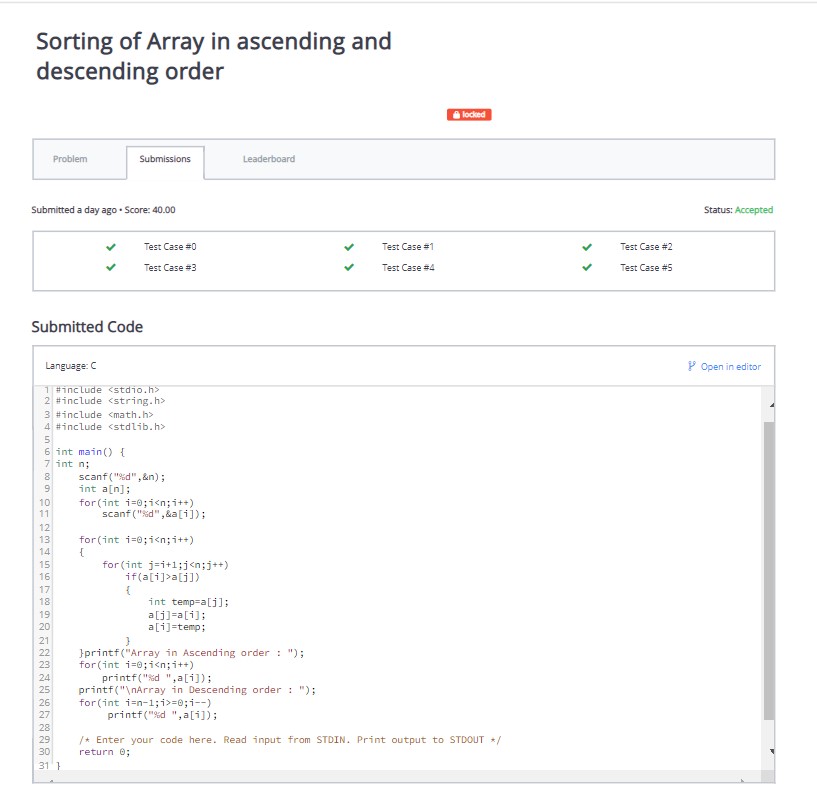 Sorting of Array in ascending and
descending order
locked
Problem Submissions Leaderboard
Submitted a day ago • Score: 40.00 Status: Accepted
Test Case #0 Test Case #1 Test Case #2
Test Case #3 Test Case #4 Test Case #5
Submitted Code
Language: C Open in editor
1 #include <stdio.h>
2 #include <string.h>
3 #include <math.h>
4 #include <stdlib.h>
5
6 int main() {
7 int n;
8     scanf("%d",&n);
9     int a[n];
10     for(int i=0;i<n;i++)
11         scanf("%d",&a[i]);
12
13     for(int i=0;i<n;i++)
14     {
15         for(int j=i+1;j<n;j++)
16             if(a[i]>a[j])
17             {
18                 int temp=a[j];
19                 a[j]=a[i];
20                 a[i]=temp;
21             }
22     }printf("Array in Ascending order : ");
23     for(int i=0;i<n;i++)
24         printf("%d ",a[i]);
25     printf("\nArray in Descending order : ");
26     for(int i=n-1;i>=0;i--)
27          printf("%d ",a[i]);
28
29     /* Enter your code here. Read input from STDIN. Print output to STDOUT */
30     return 0;
31 }